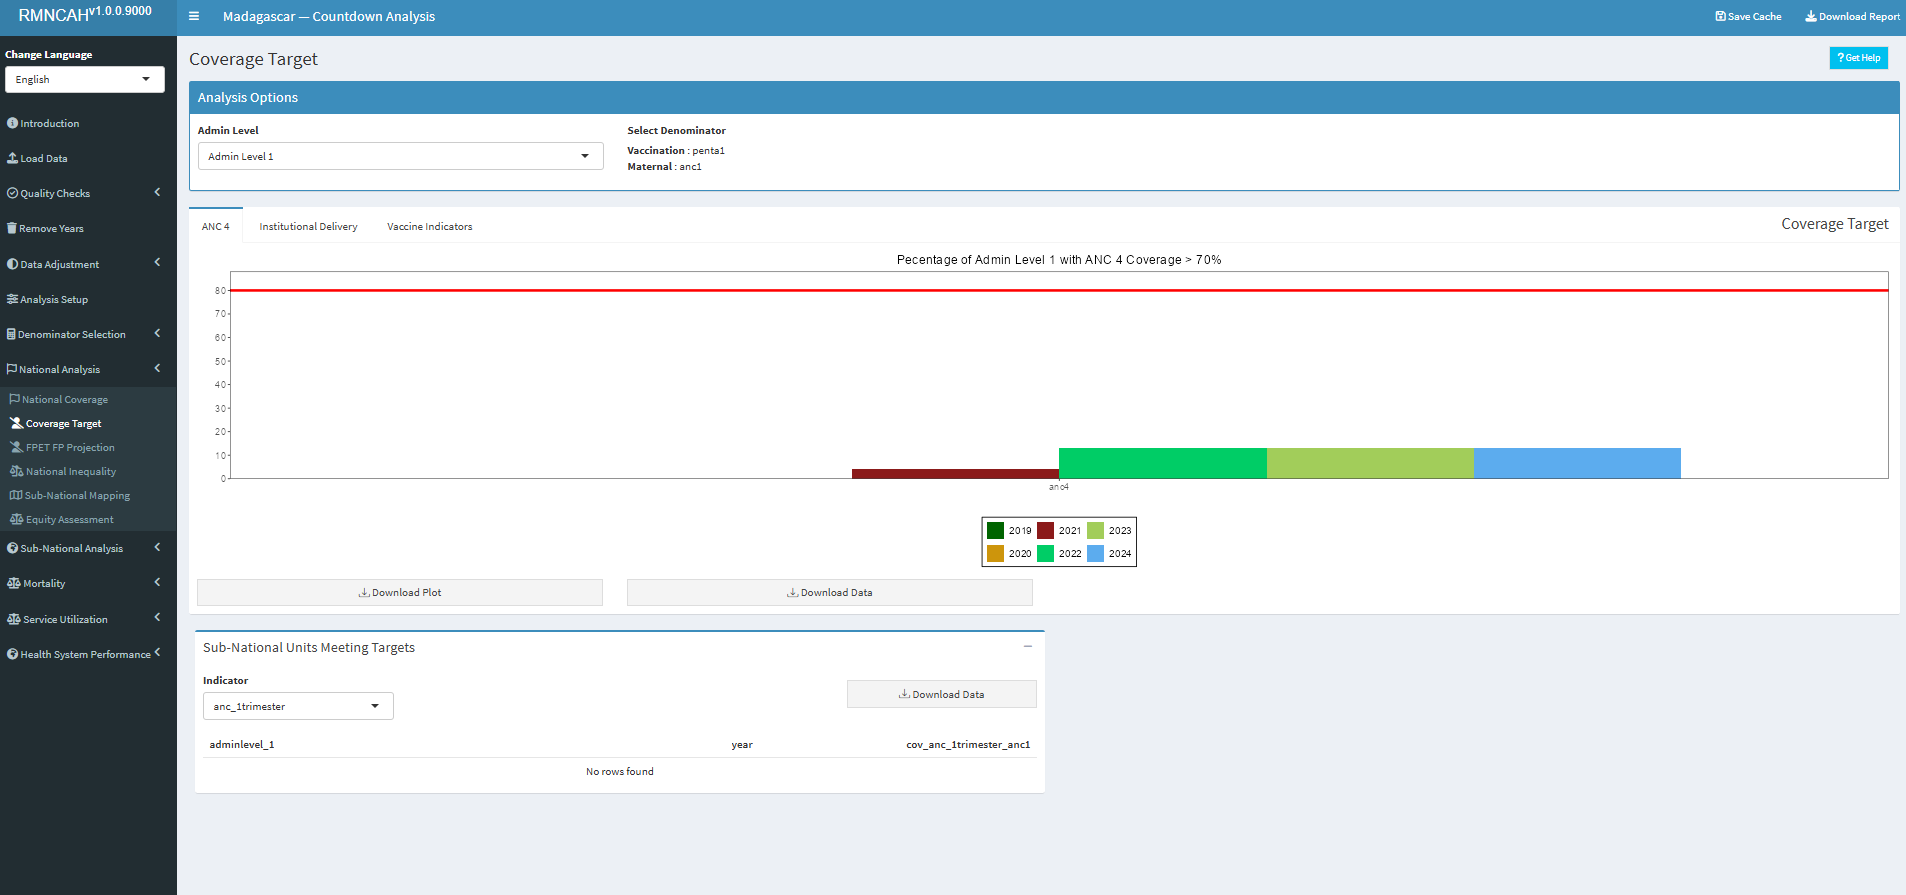 RMNCAHv1.0.0.9000
Madagascar — Countdown Analysis
Save Cache
Download Report
Change Language
English
Introduction
Load Data
Quality Checks
Remove Years
Data Adjustment
Analysis Setup
Denominator Selection
National Analysis
National Coverage
Coverage Target
FPET FP Projection
National Inequality
Sub-National Mapping
Equity Assessment
Sub-National Analysis
Mortality
Service Utilization
Health System Performance
Coverage Target
? Get Help
Analysis Options
Admin Level
Admin Level 1
Select Denominator
Vaccination : penta1
Maternal : anc1
ANC 4
Institutional Delivery
Vaccine Indicators
Coverage Target
Pecentage of Admin Level 1 with ANC 4 Coverage > 70%
80
70
60
50
40
30
20
10
0
anc4
2019 2021 2023
2020 2022 2024
Download Plot
Download Data
Sub-National Units Meeting Targets
Indicator
anc_1trimester
Download Data
adminlevel_1 year cov_anc_1trimester_anc1
No rows found